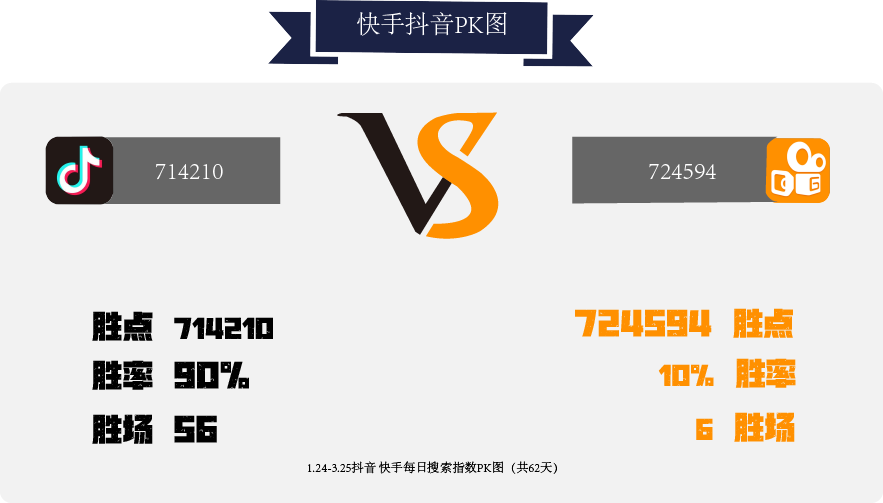 快手抖音PK图
VS
714210
724594
胜点 714210
724594 胜点
胜率 90%
10% 胜率
胜场 56
6 胜场
1.24-3.25抖音 快手每日搜索指数PK图（共62天）